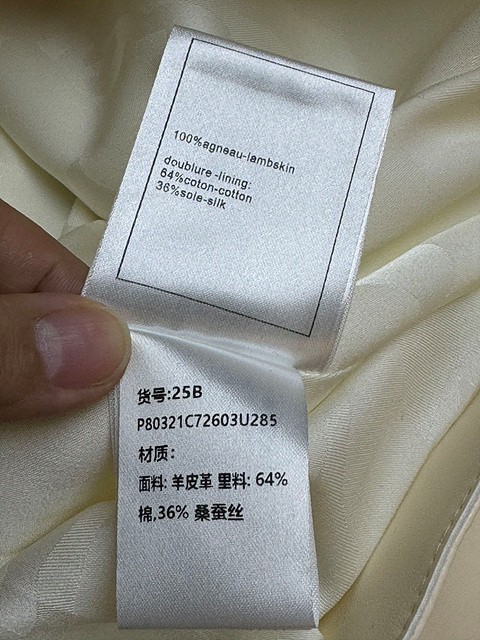 100%agneau-lambskin
doublure -lining:
64%coton-cotton
36%soie-silk
货号:25B
P80321C72603U285
材质:
面料: 羊皮革 里料: 64%
棉,36% 桑蚕丝